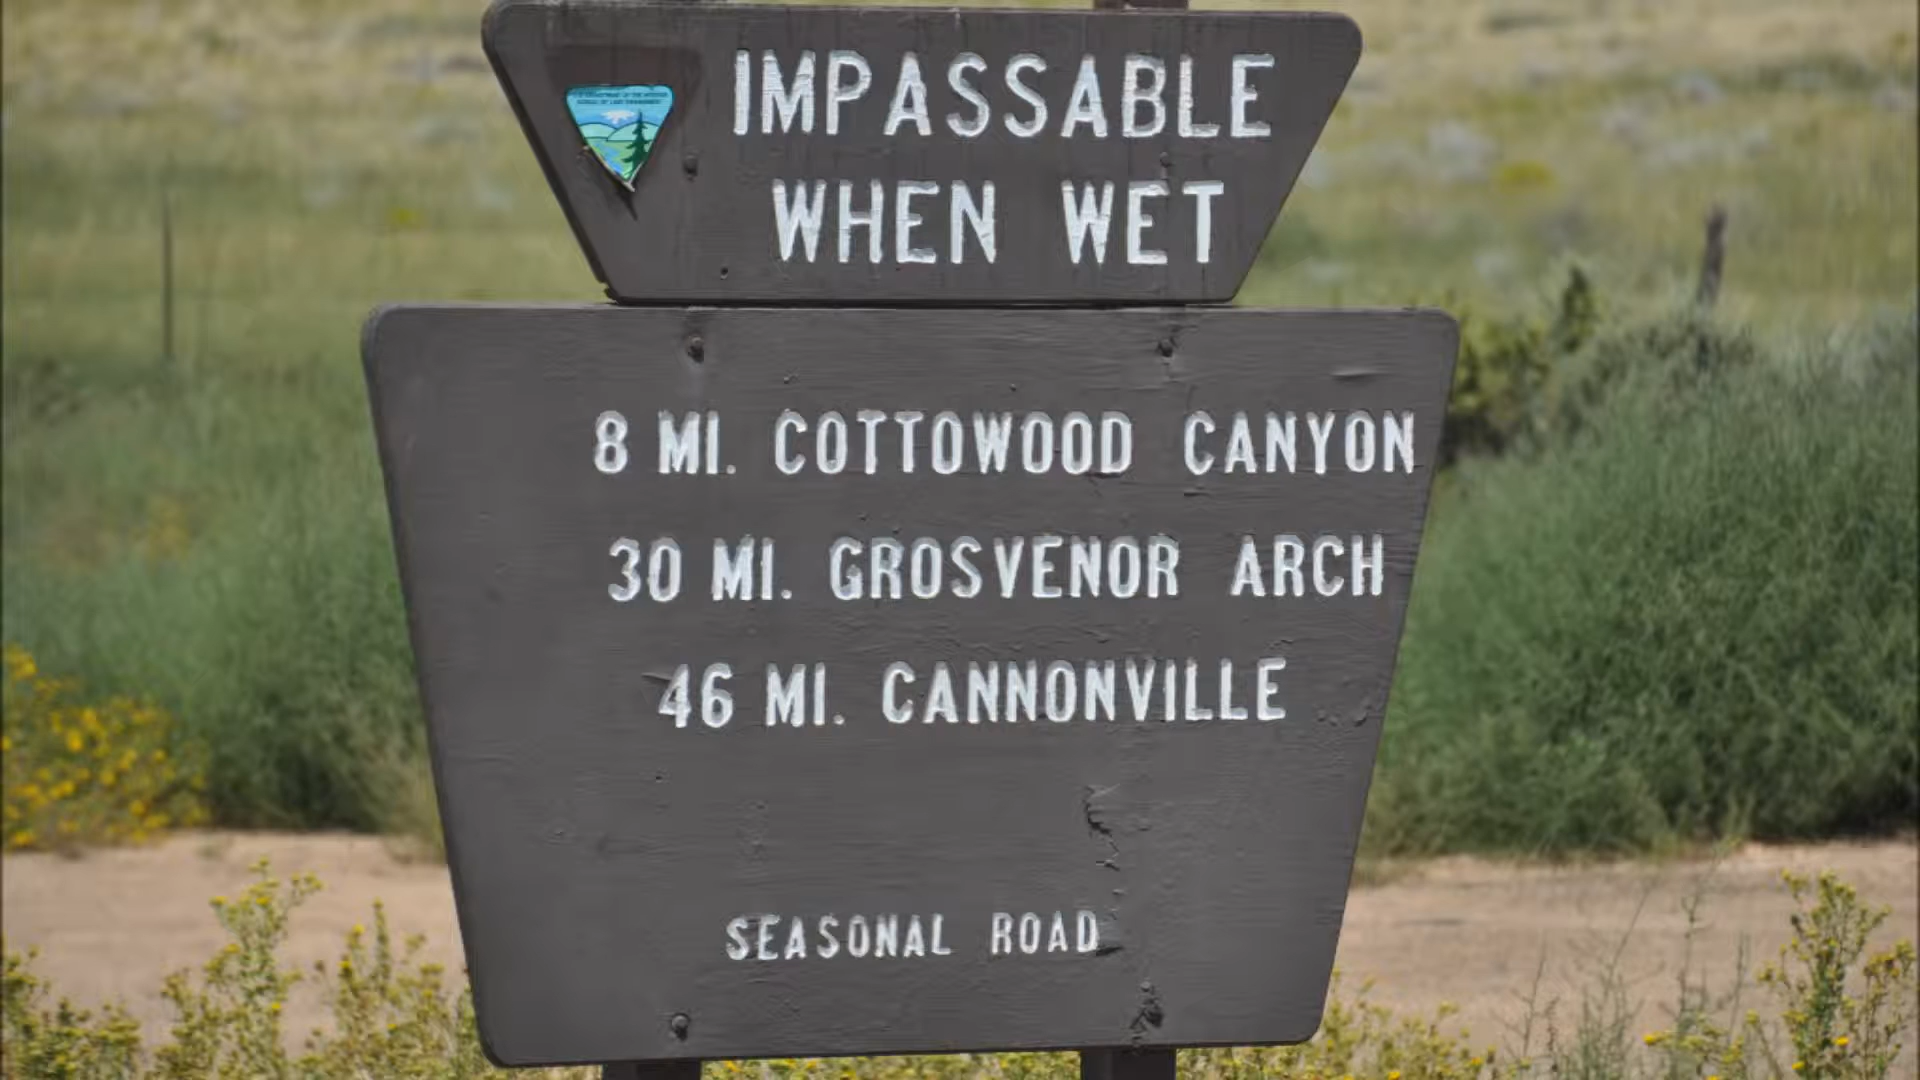 IMPASSABLE
WHEN WET
8 MI. COTTOWOOD CANYON
30 MI. GROSVENOR ARCH
46 MI. CANNONVILLE
SEASONAL ROAD